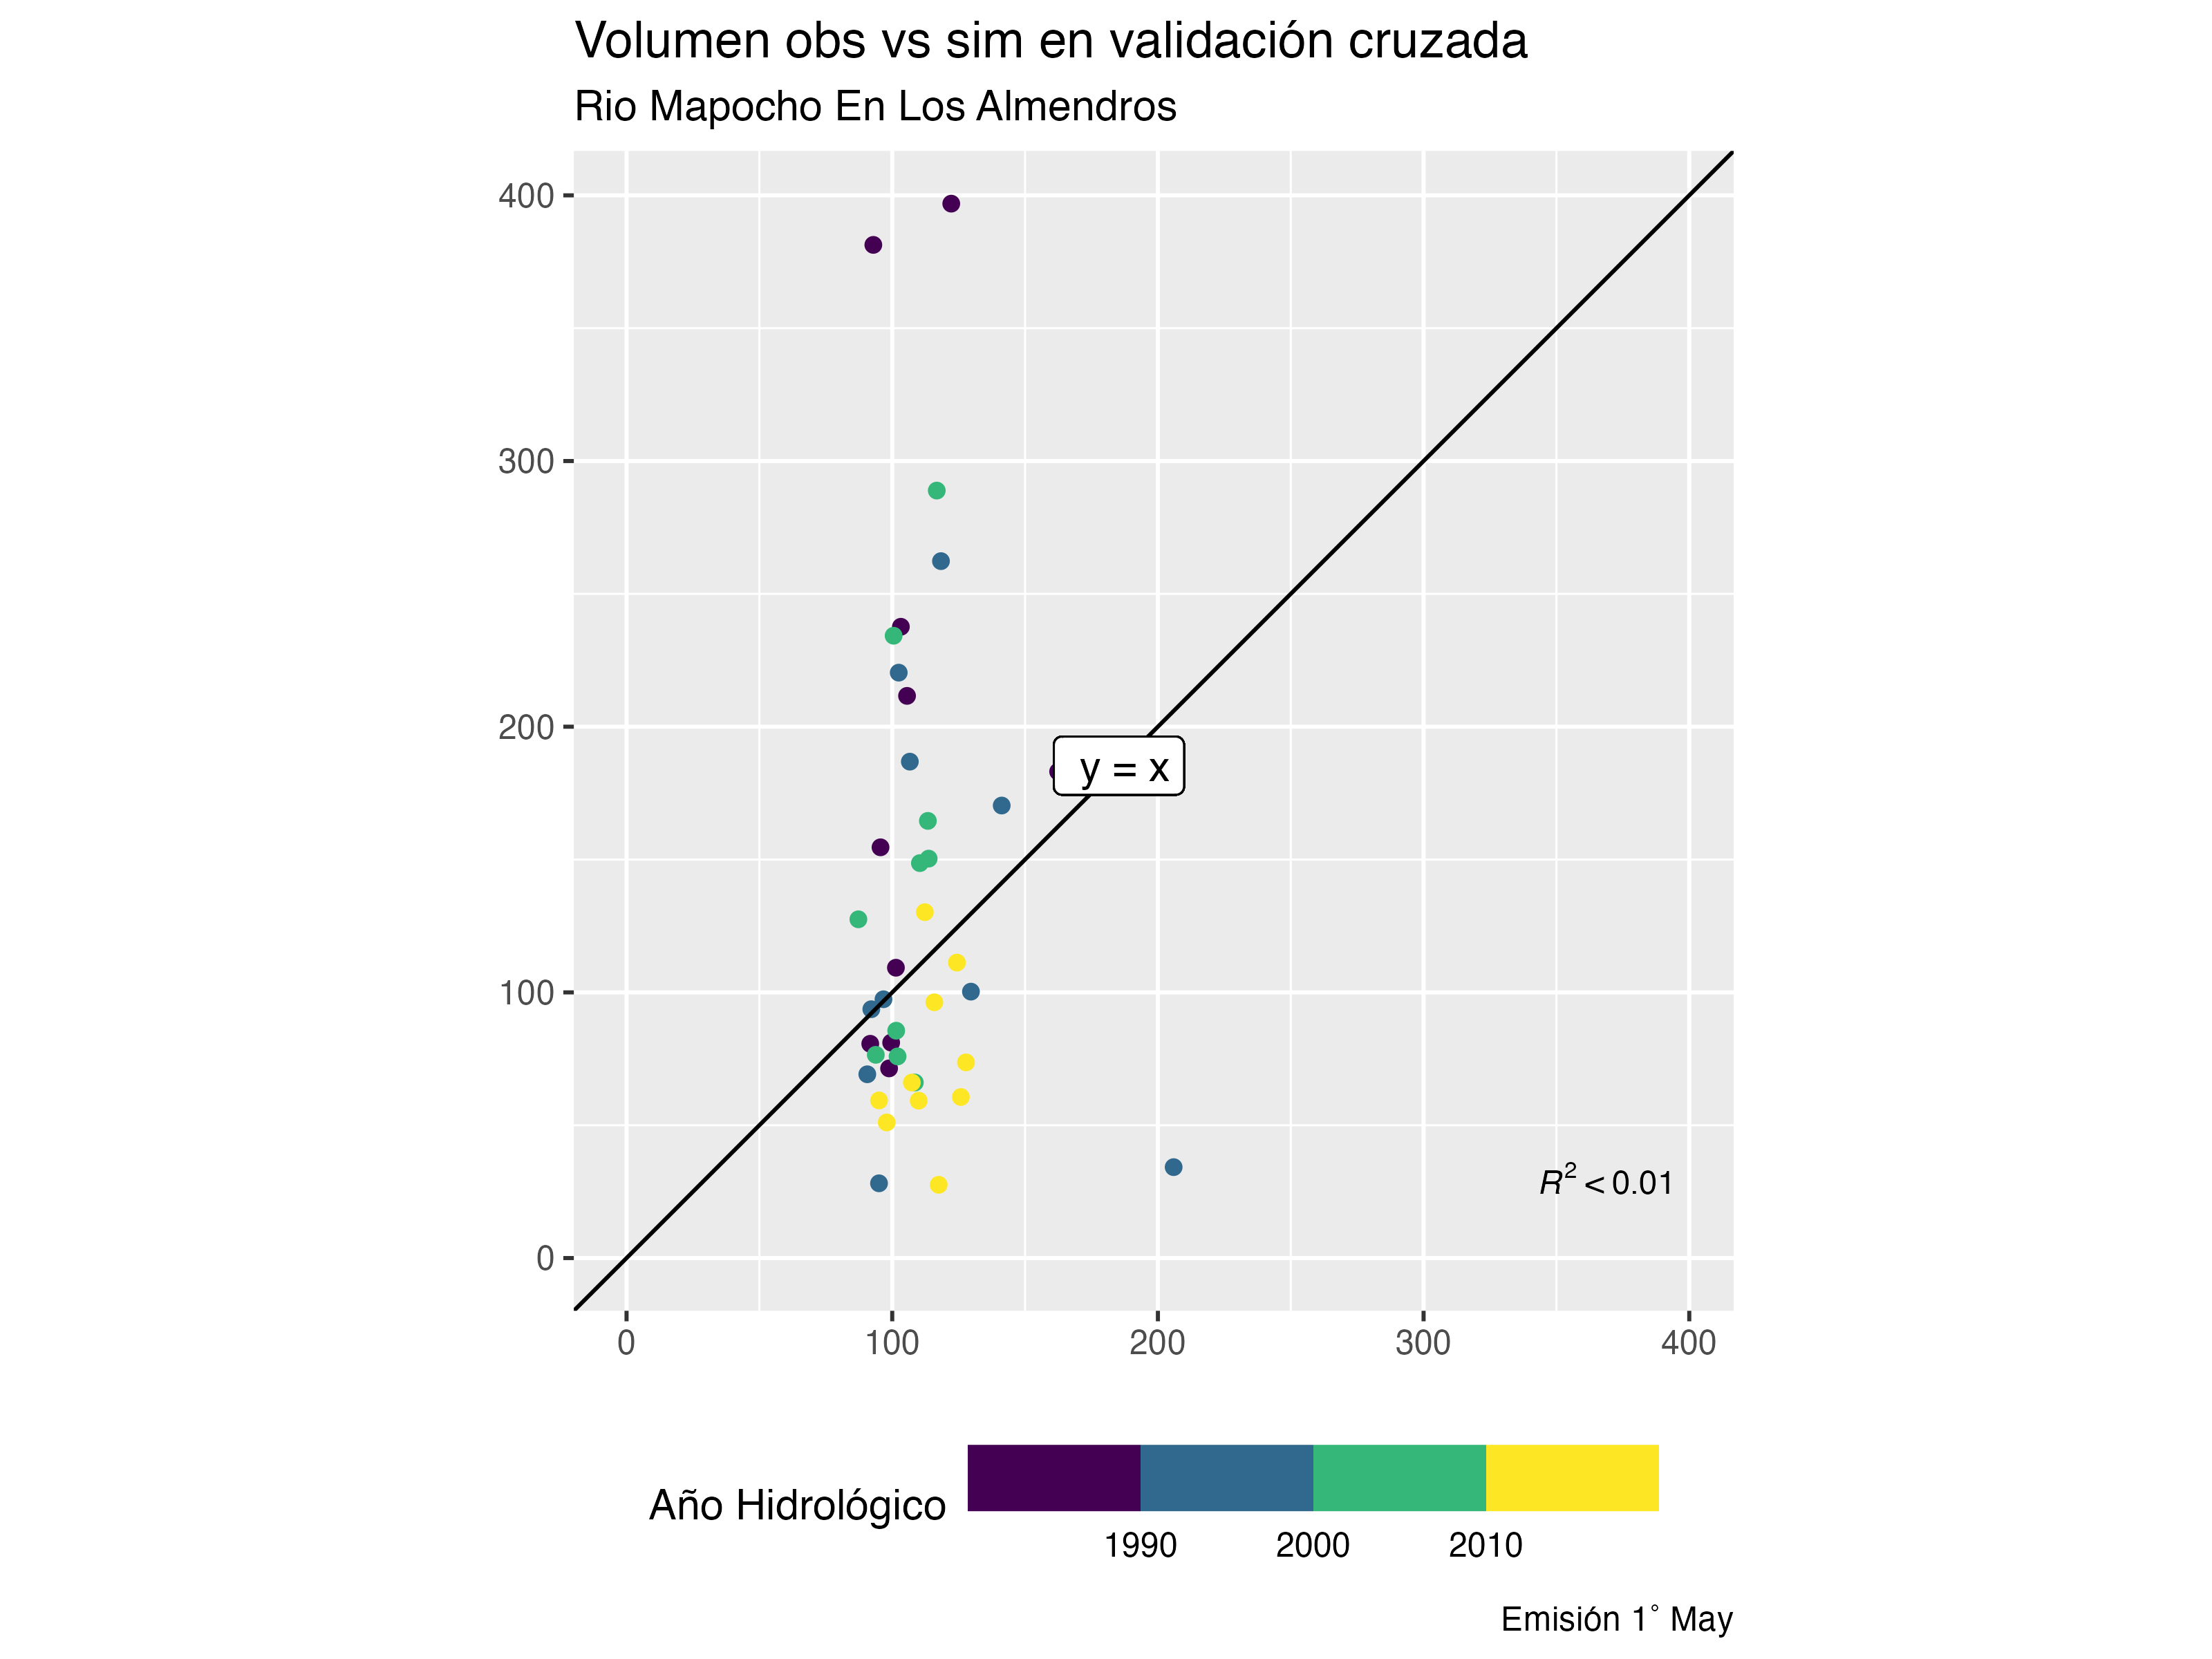 Volumen obs vs sim en validación cruzada
Rio Mapocho En Los Almendros
400
300
200
100
0
y = x
R² < 0.01
0 100 200 300 400
Año Hidrológico
1990 2000 2010
Emisión 1° May